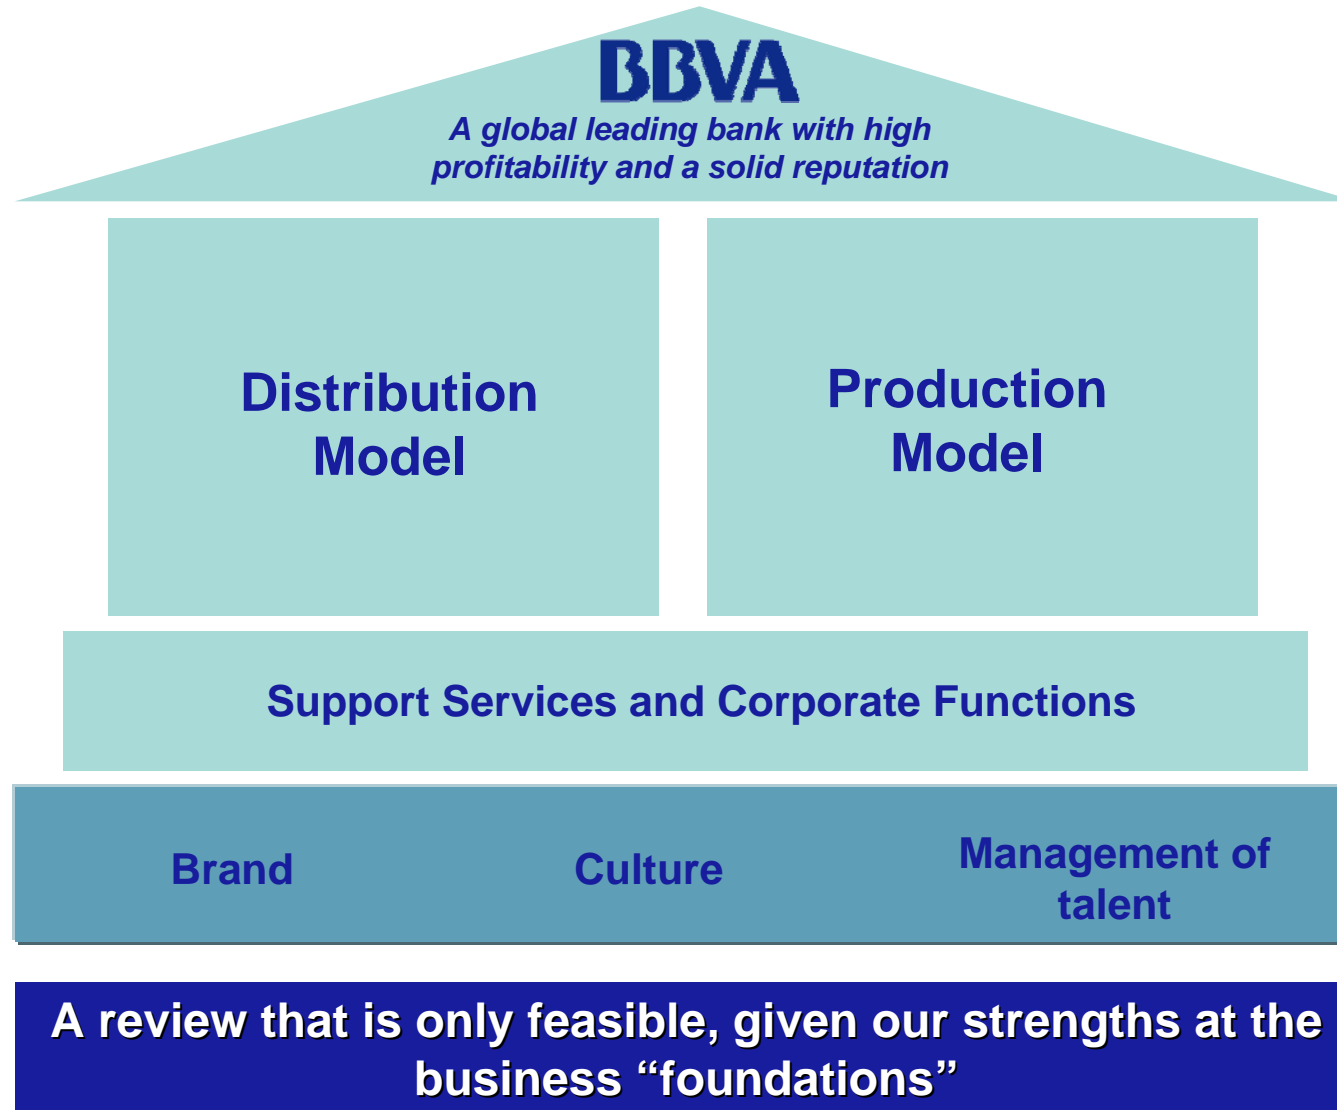 BBVA
A global leading bank with high
profitability and a solid reputation
Distribution
Model
Production
Model
Support Services and Corporate Functions
Brand
Culture
Management of
talent
A review that is only feasible, given our strengths at the
business “foundations”